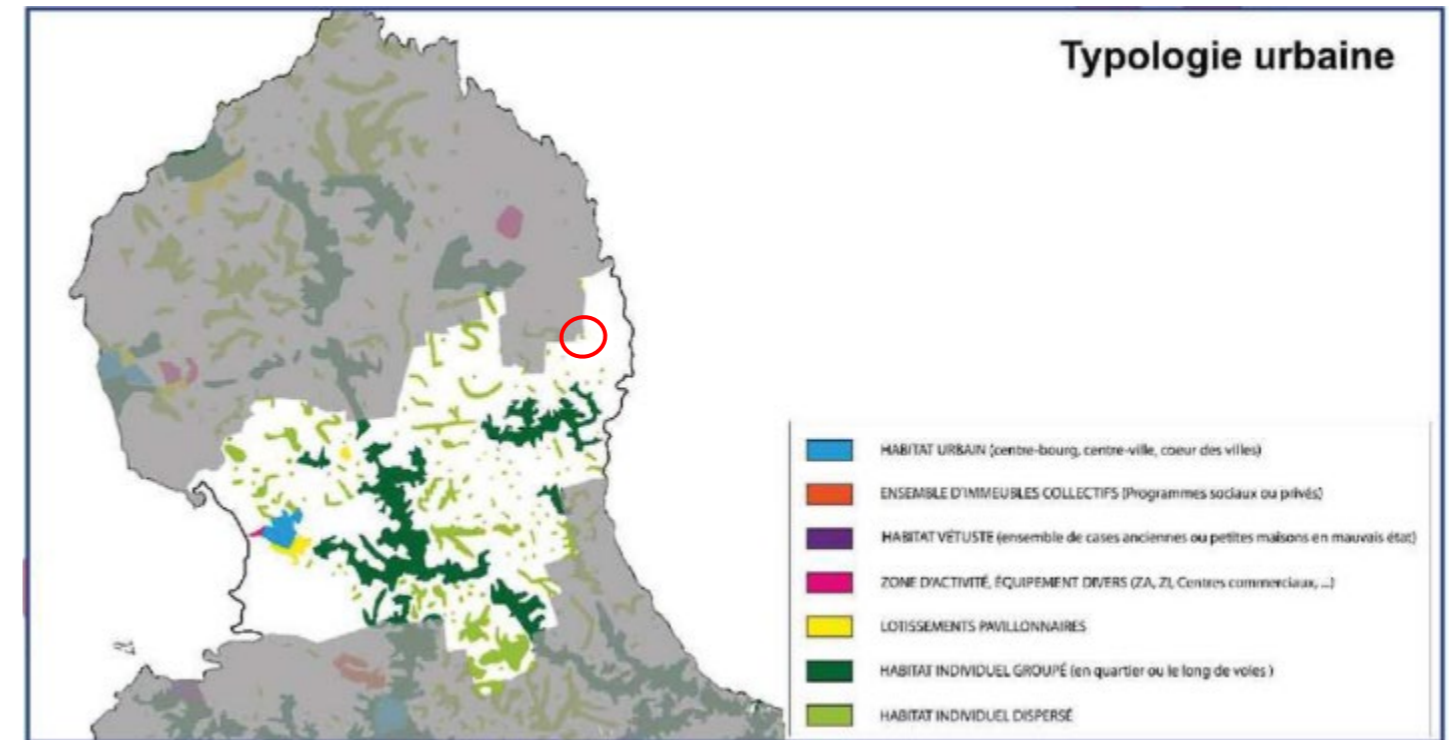 Typologie urbaine
HABITAT URBAIN (centre-bourg, centre-ville, coeur des villes)
ENSEMBLE D'IMMEUBLES COLLECTIFS (Programmes sociaux ou privés)
HABITAT VÉTUSTE (ensemble de cases anciennes ou petites maisons en mauvais état)
ZONE D'ACTIVITÉ, ÉQUIPEMENT DIVERS (ZA, ZI, Centres commerciaux, ...)
LOTISSEMENTS PAVILLONNAIRES
HABITAT INDIVIDUEL GROUPÉ (en quartier ou le long de voies )
HABITAT INDIVIDUEL DISPERSÉ